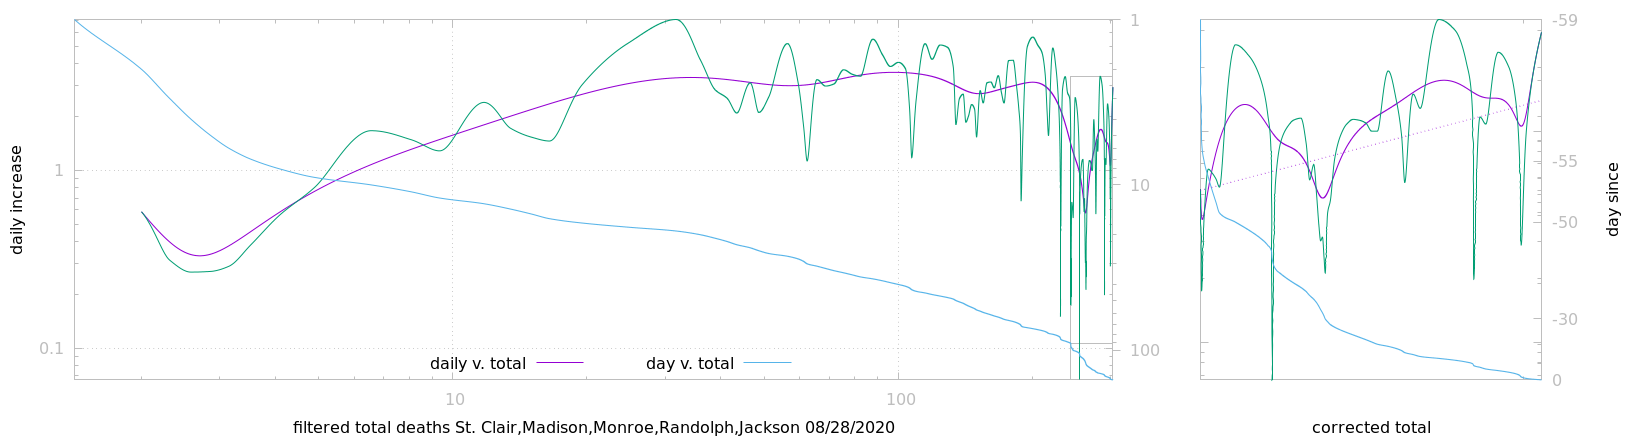 daily increase
1
0.1
daily v. total
day v. total
10
100
1
10
100
filtered total deaths St. Clair,Madison,Monroe,Randolph,Jackson 08/28/2020
-59
-55
-50
-30
0
day since
corrected total